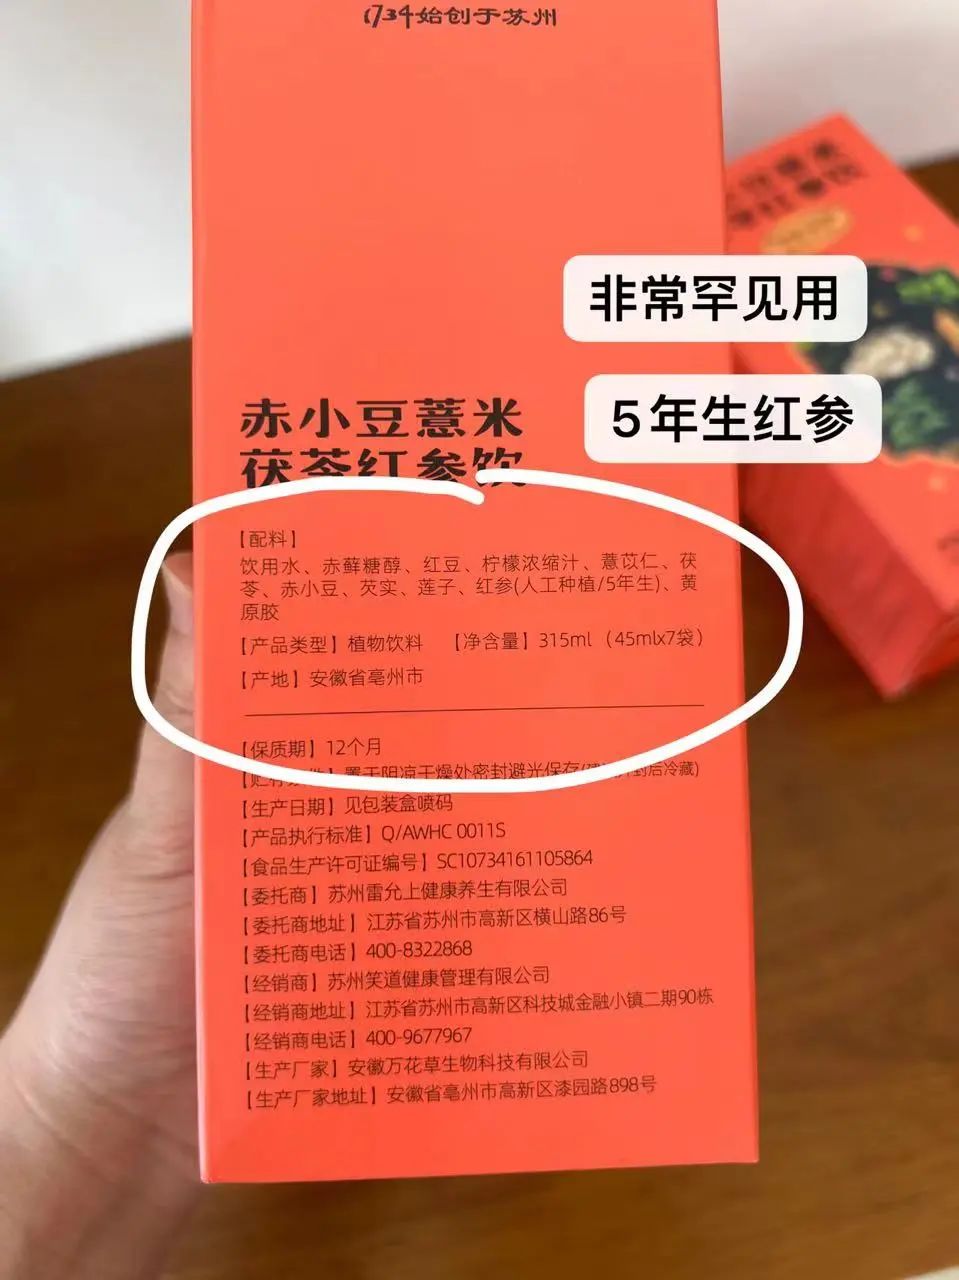 1734始创于苏州
非常罕见用
5年生红参
赤小豆薏米
茯苓红参饮
【配料】
饮用水、赤藓糖醇、红豆、柠檬浓缩汁、薏苡仁、茯
苓、赤小豆、芡实、莲子、红参(人工种植/5年生)、黄
原胶
【产品类型】植物饮料 【净含量】315ml（45mlx7袋）
【产地】安徽省亳州市
【保质期】12个月
置于阴凉干燥处密封避光保存(建议开封后冷藏)
【生产日期】见包装盒喷码
【产品执行标准】Q/AWHC 0011S
【食品生产许可证编号】SC10734161105864
【委托商】苏州雷允上健康养生有限公司
【委托商地址】江苏省苏州市高新区横山路86号
【委托商电话】400-8322868
【经销商】苏州笑道健康管理有限公司
【经销商地址】江苏省苏州市高新区科技城金融小镇二期90栋
【经销商电话】400-9677967
【生产厂家】安徽万花草生物科技有限公司
【生产厂家地址】安徽省亳州市高新区漆园路898号